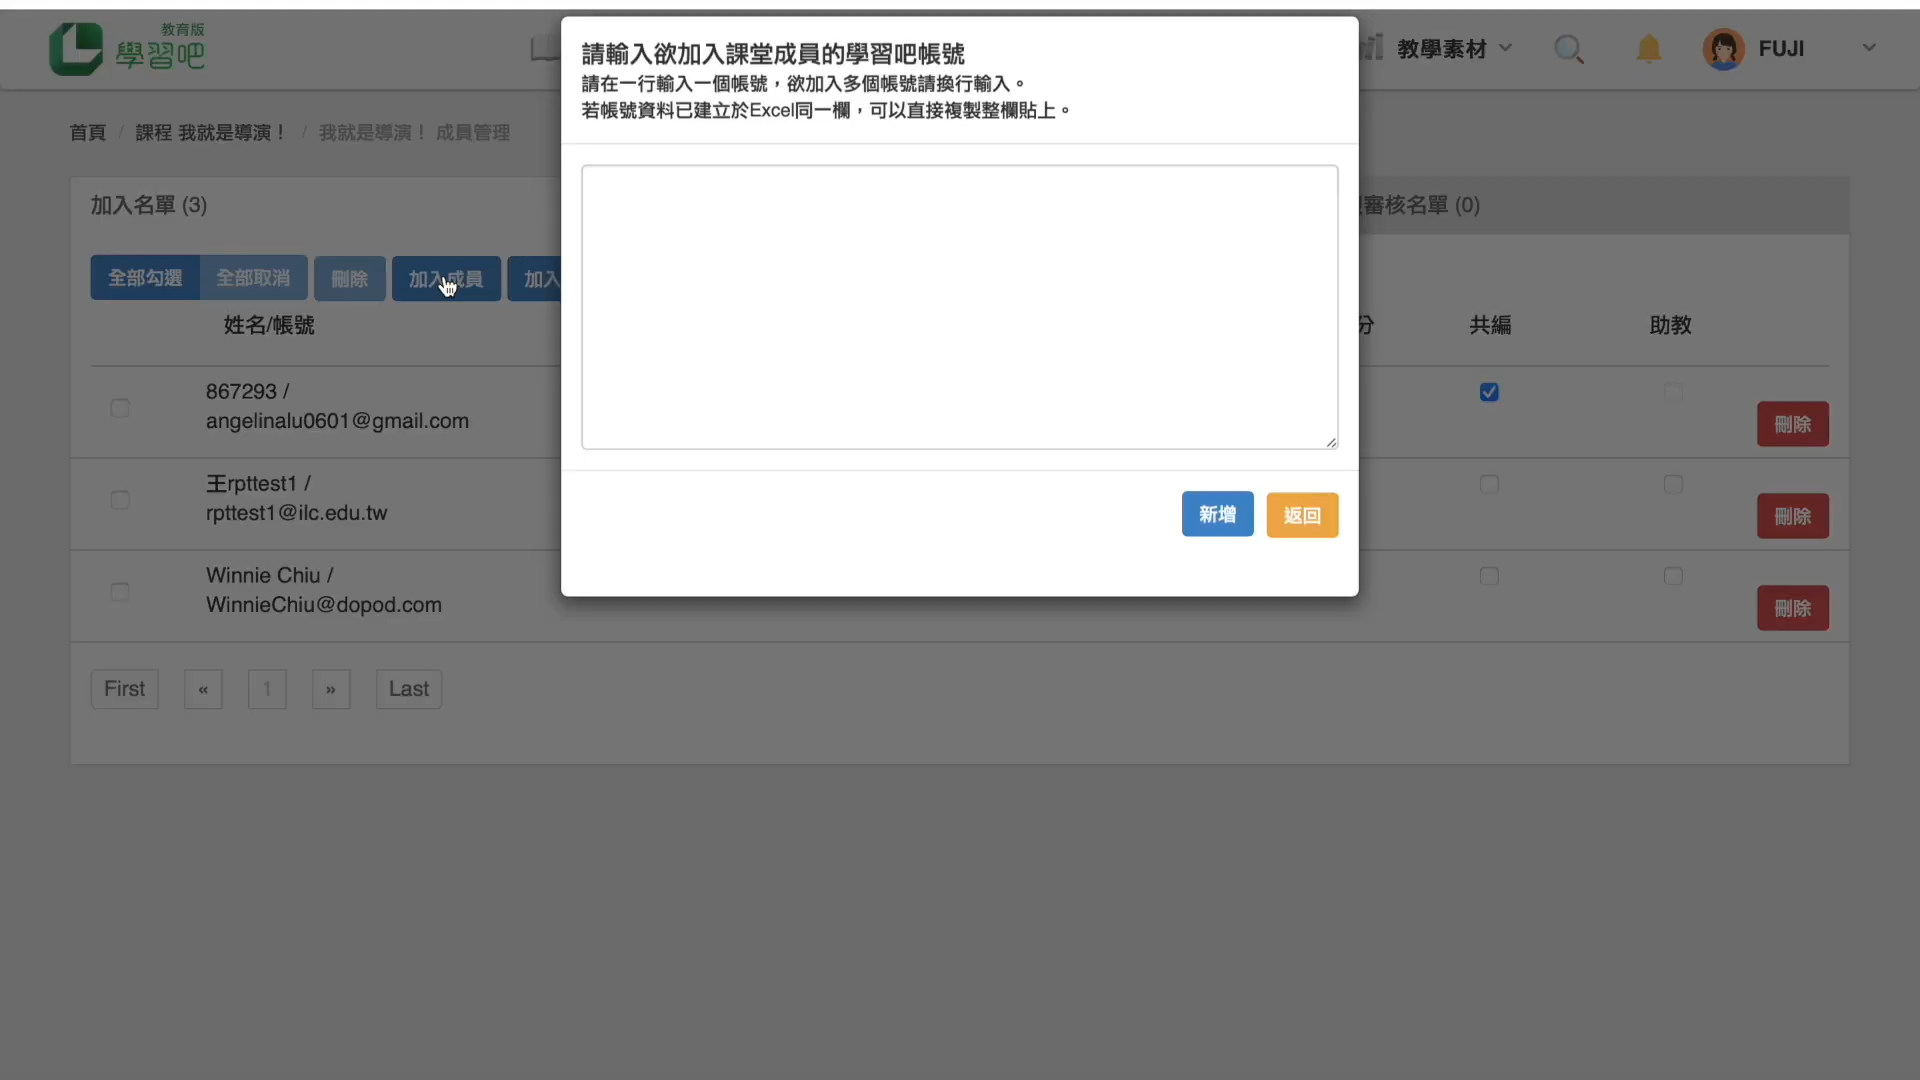 教育版
學習吧
教學素材
FUJI
首頁 / 課程 我就是導演！ / 我就是導演！ 成員管理
請輸入欲加入課堂成員的學習吧帳號
請在一行輸入一個帳號，欲加入多個帳號請換行輸入。
若帳號資料已建立於Excel同一欄，可以直接複製整欄貼上。
加入名單 (3)
審核名單 (0)
全部勾選 全部取消 刪除 加入成員 加入
姓名/帳號
分 共編 助教
867293 /
angelinalu0601@gmail.com
刪除
王rpttest1 /
rpttest1@ilc.edu.tw
刪除
新增 返回
Winnie Chiu /
WinnieChiu@dopod.com
刪除
First « 1 » Last